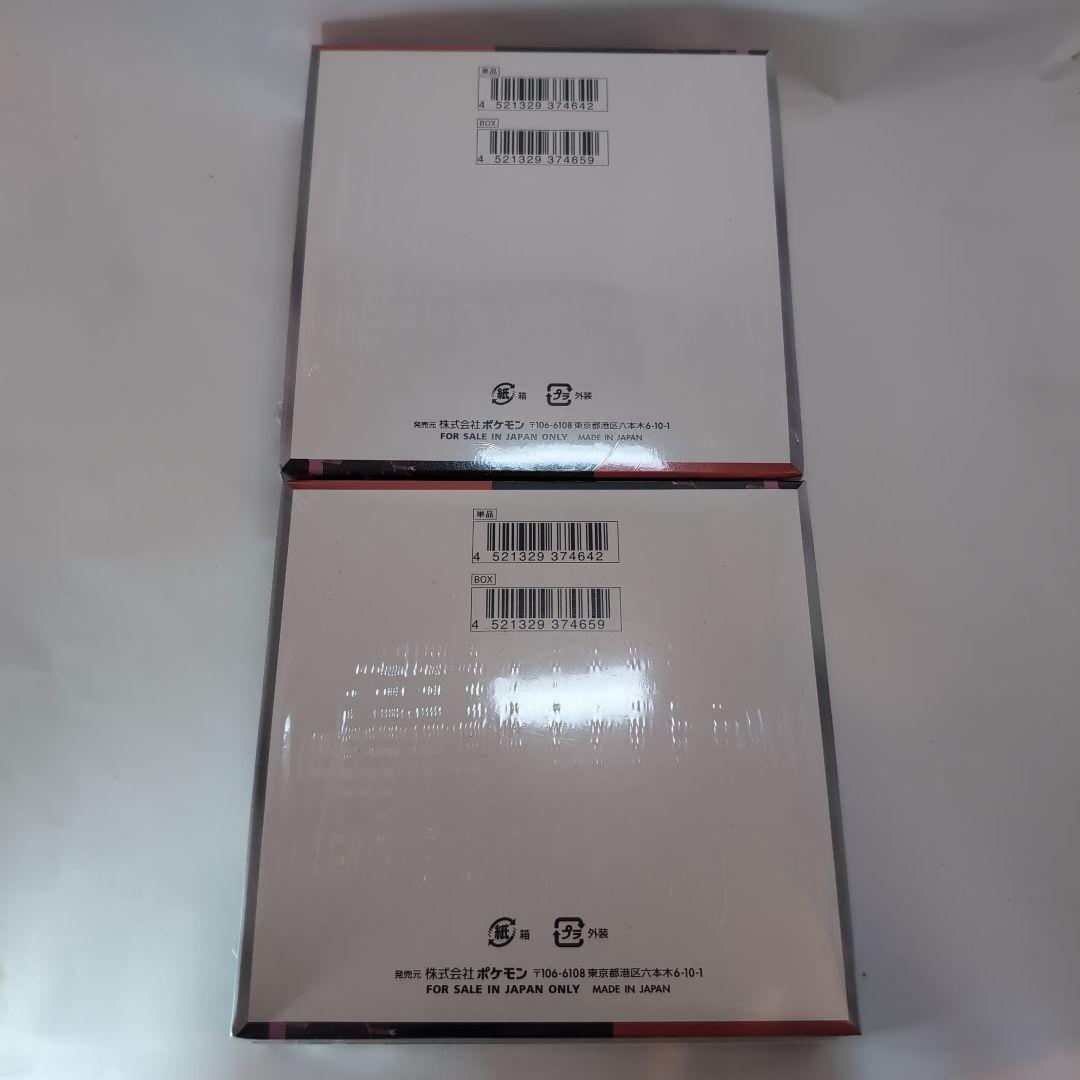 単品
4 521329 374642
BOX
4 521329 374659
紙 箱 プラ 外装
発売元 株式会社ポケモン 〒106-6108 東京都港区六本木6-10-1
FOR SALE IN JAPAN ONLY MADE IN JAPAN
単品
4 521329 374642
BOX
4 521329 374659
紙 箱 プラ 外装
発売元 株式会社ポケモン 〒106-6108 東京都港区六本木6-10-1
FOR SALE IN JAPAN ONLY MADE IN JAPAN